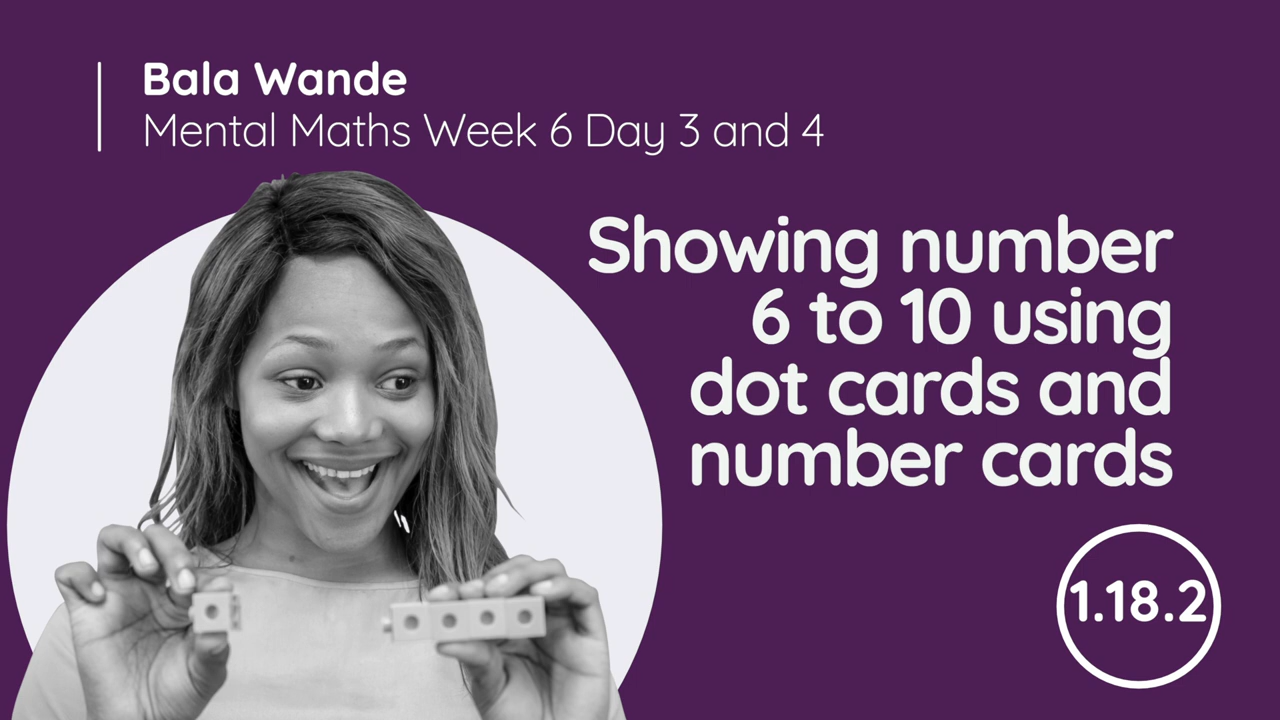 Bala Wande
Mental Maths Week 6 Day 3 and 4
Showing number
6 to 10 using
dot cards and
number cards
1.18.2